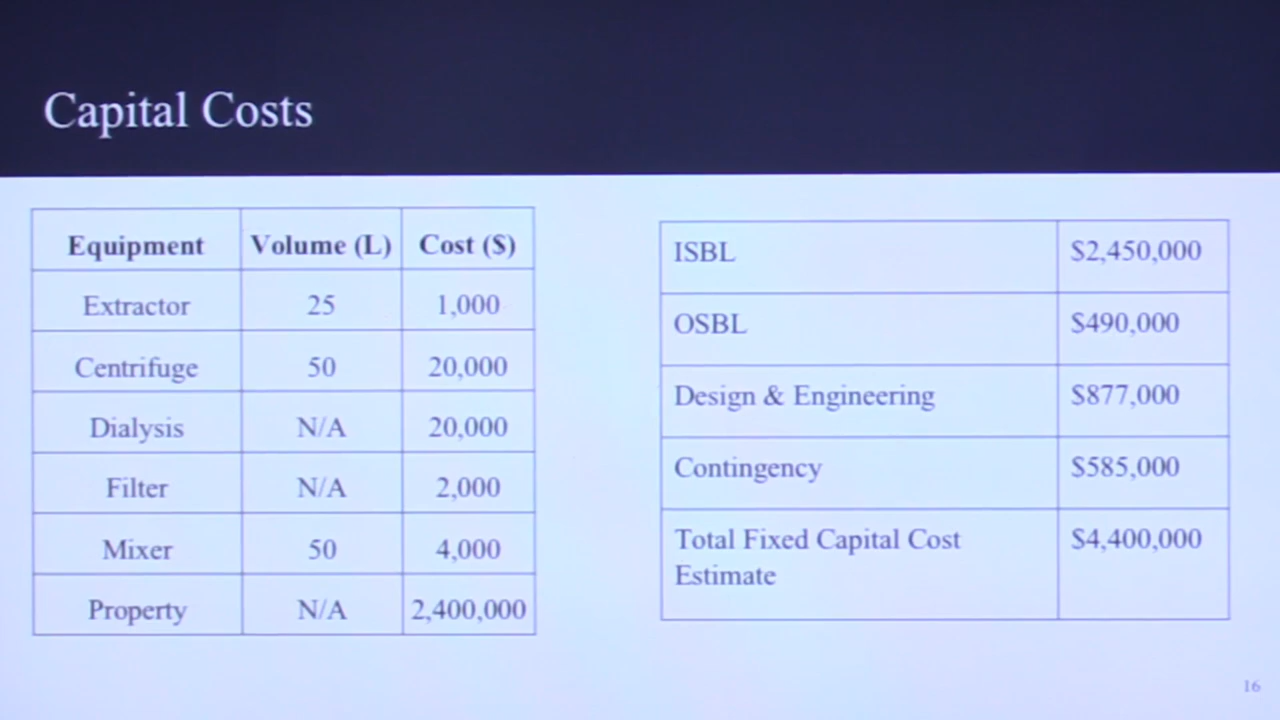 Capital Costs
Equipment Volume (L) Cost ($)
Extractor 25 1,000
Centrifuge 50 20,000
Dialysis N/A 20,000
Filter N/A 2,000
Mixer 50 4,000
Property N/A 2,400,000
ISBL $2,450,000
OSBL $490,000
Design & Engineering $877,000
Contingency $585,000
Total Fixed Capital Cost $4,400,000
Estimate
16